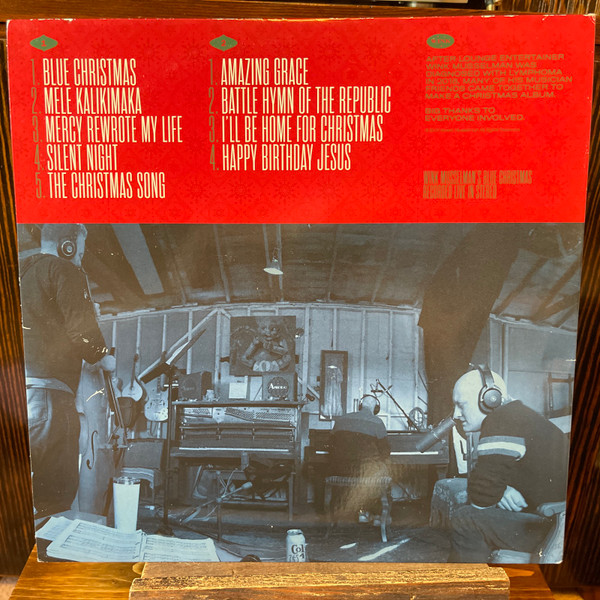 1. BLUE CHRISTMAS
2. MELE KALIKIMAKA
3. MERCY REWROTE MY LIFE
4. SILENT NIGHT
5. THE CHRISTMAS SONG
1. AMAZING GRACE
2. BATTLE HYMN OF THE REPUBLIC
3. I'LL BE HOME FOR CHRISTMAS
4. HAPPY BIRTHDAY JESUS
AFTER LOUNGE ENTERTAINER
WINK MUSSELMAN WAS
DIAGNOSED WITH LYMPHOMA
IN 2018, MANY OF HIS MUSICIAN
FRIENDS CAME TOGETHER TO
MAKE A CHRISTMAS ALBUM.
BIG THANKS TO
EVERYONE INVOLVED.
WINK MUSSELMAN'S BLUE CHRISTMAS
RECORDED LIVE IN STEREO